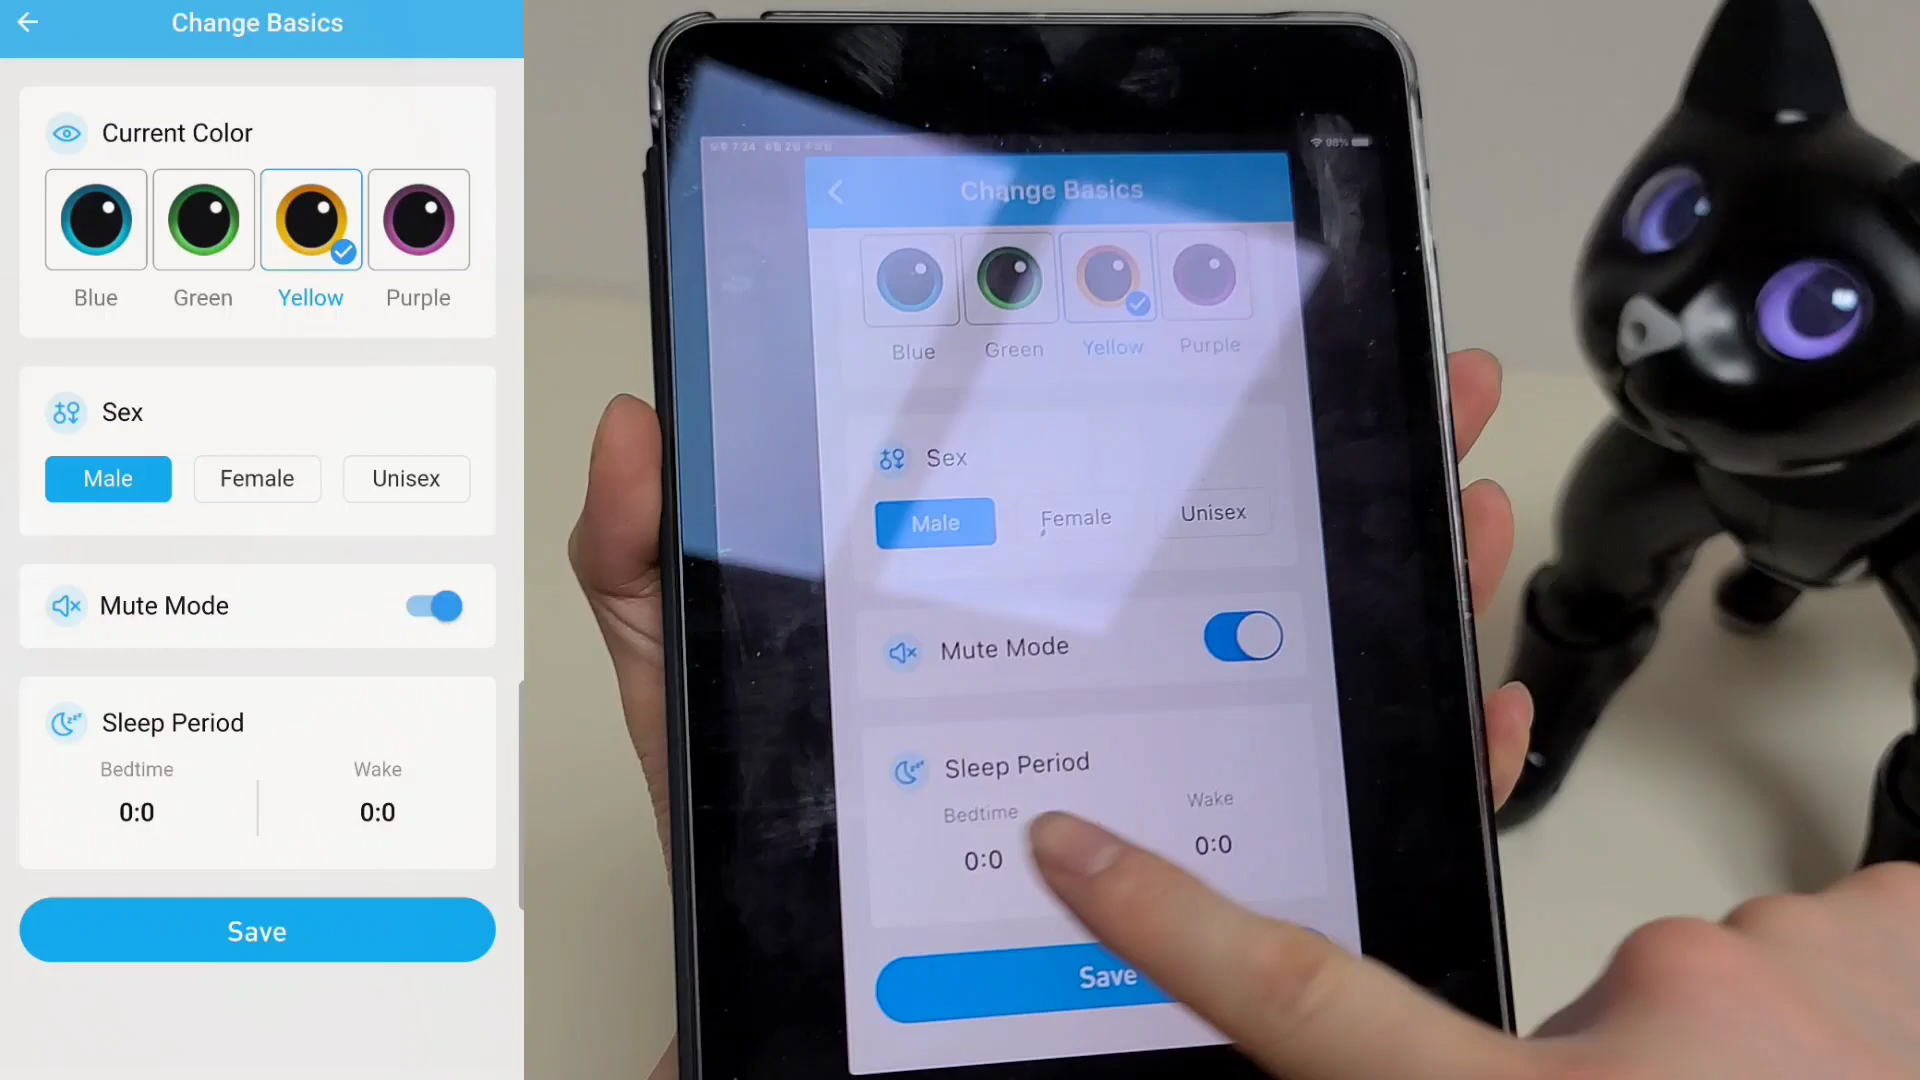 Change Basics
Current Color
Blue Green Yellow Purple
Sex
Male Female Unisex
Mute Mode
Sleep Period
Bedtime Wake
0:0 0:0
Save
98%
Change Basics
Blue Green Yellow Purple
Sex
Male Female Unisex
Mute Mode
Sleep Period
Bedtime Wake
0:0 0:0
Save